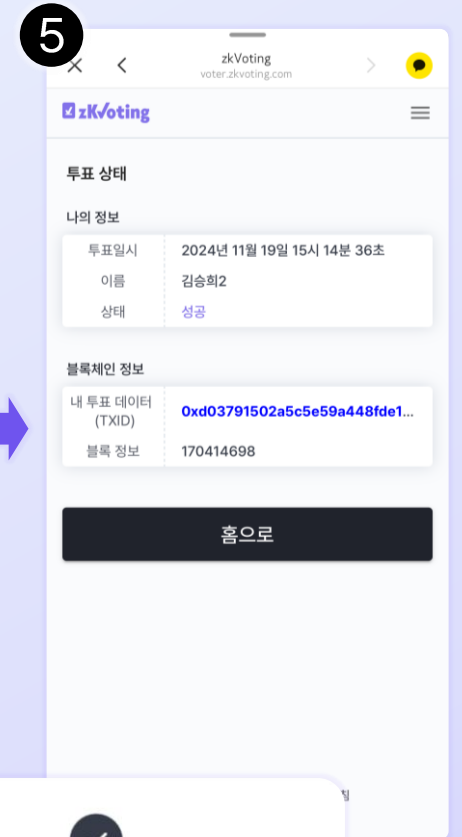 5
zkVoting
voter.zkvoting.com
zkVoting
투표 상태
나의 정보
투표일시 2024년 11월 19일 15시 14분 36초
이름 김승희2
상태 성공
블록체인 정보
내 투표 데이터
(TXID) 0xd03791502a5c5e59a448fde1...
블록 정보 170414698
홈으로
침